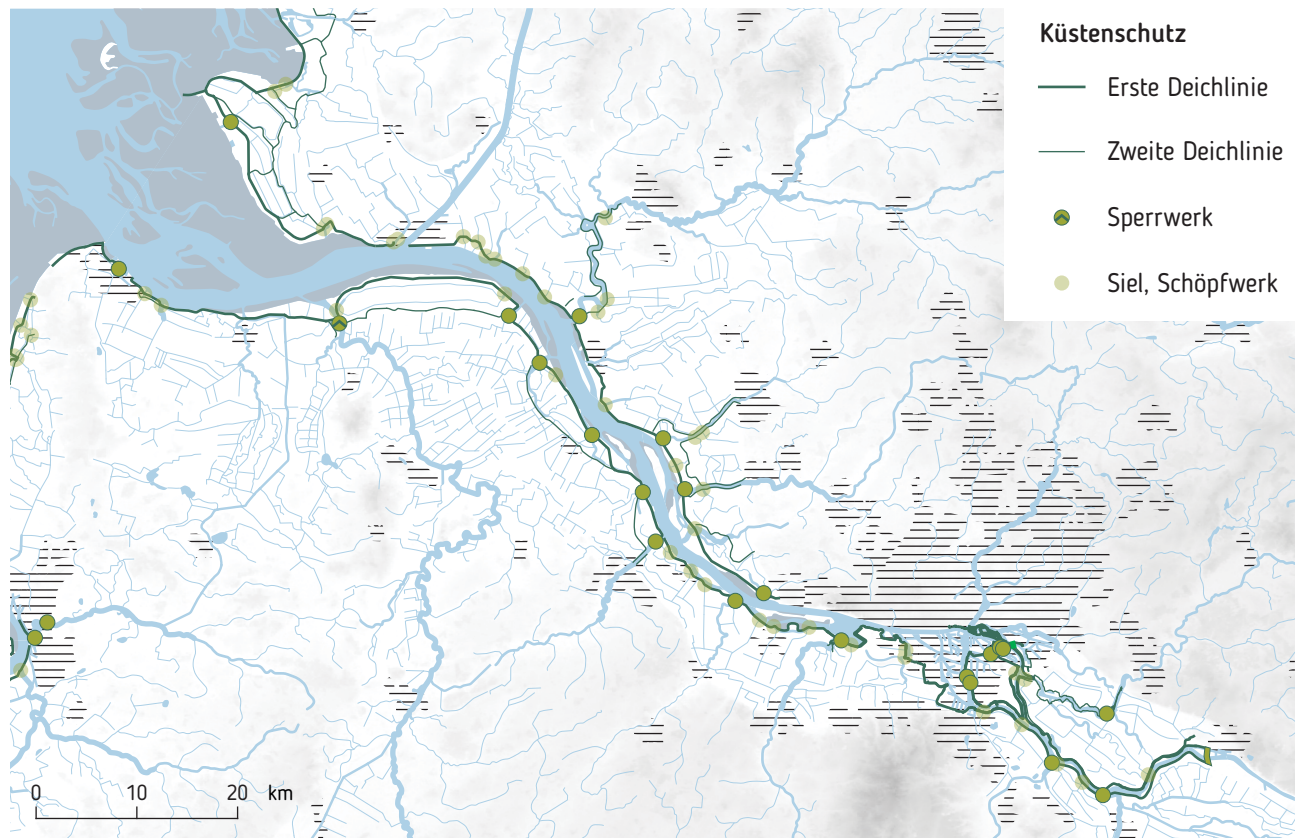 Küstenschutz
Erste Deichlinie
Zweite Deichlinie
Sperrwerk
Siel, Schöpfwerk
0 10 20 km